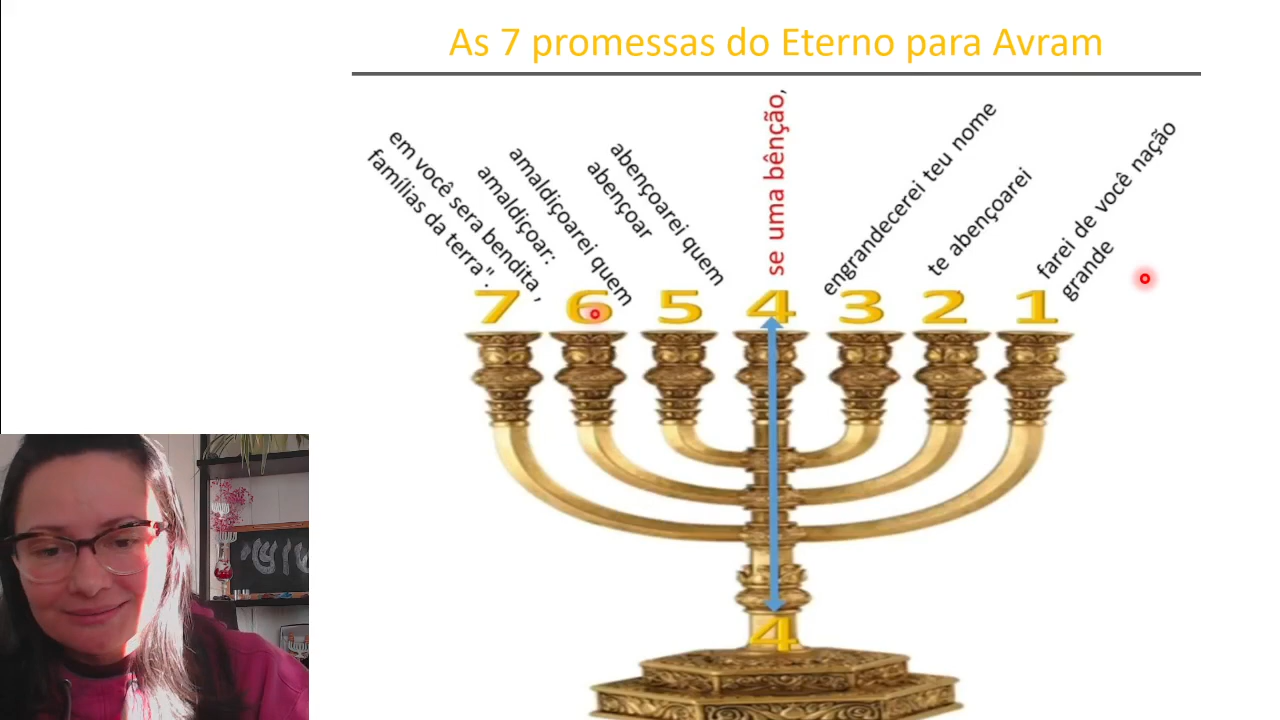 As 7 promessas do Eterno para Avram
em você sera bendita ,
famílias da terra".
amaldiçoarei quem
amaldiçoar:
abençoarei quem
abençoar
se uma bênção,
engrandecerei teu nome
te abençoarei
farei de você nação
grande
7 6 5 4 3 2 1
4